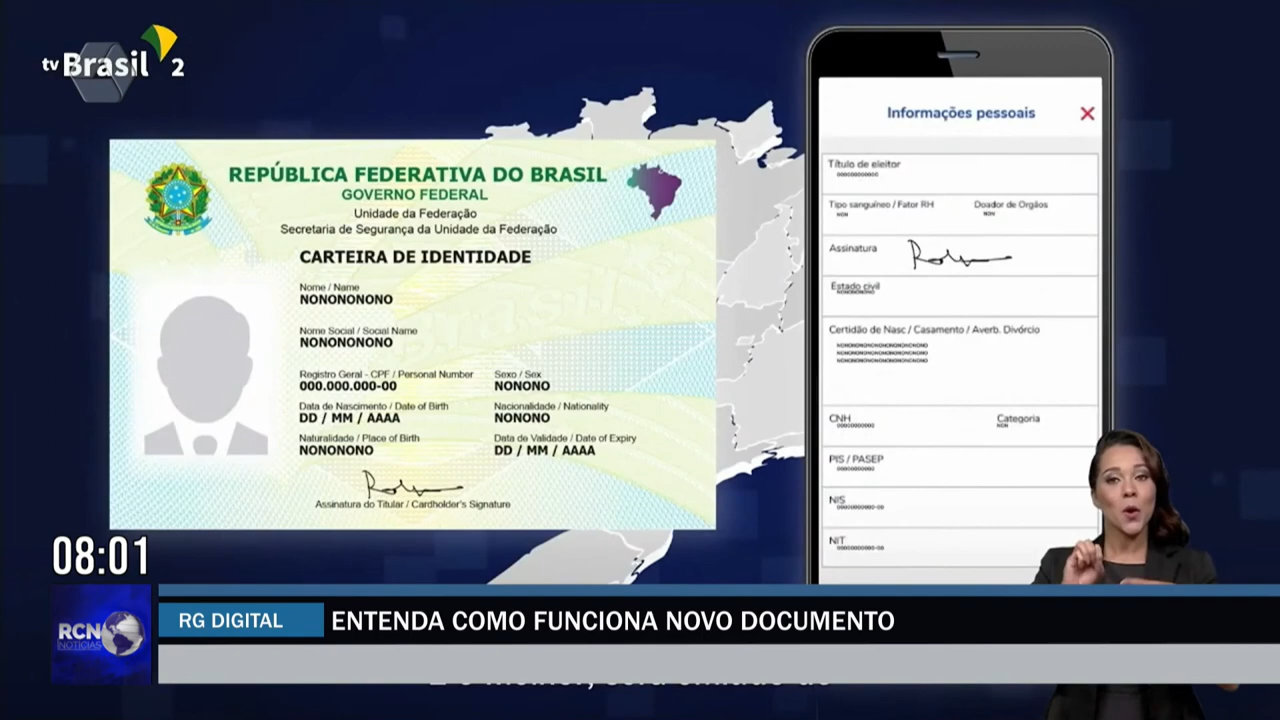 tv Brasil 2
REPÚBLICA FEDERATIVA DO BRASIL
GOVERNO FEDERAL
Unidade da Federação
Secretaria de Segurança da Unidade da Federação
CARTEIRA DE IDENTIDADE
Nome / Name
NONONONONO
Nome Social / Social Name
NONONONONO
Registro Geral - CPF / Personal Number Sexo / Sex
000.000.000-00 NONONO
Data de Nascimento / Date of Birth Nacionalidade / Nationality
DD / MM / AAAA NONONO
Naturalidade / Place of Birth Data de Validade / Date of Expiry
NONONONO DD / MM / AAAA
Assinatura do Titular / Cardholder's Signature
Informações pessoais
Título de eleitor
Tipo sanguíneo / Fator RH Doador de Orgãos
Assinatura
Estado civil
Certidão de Nasc / Casamento / Averb. Divórcio
CNH Categoria
PIS / PASEP
NIS
NIT
08:01
RCN
NOTÍCIAS
RG DIGITAL
ENTENDA COMO FUNCIONA NOVO DOCUMENTO